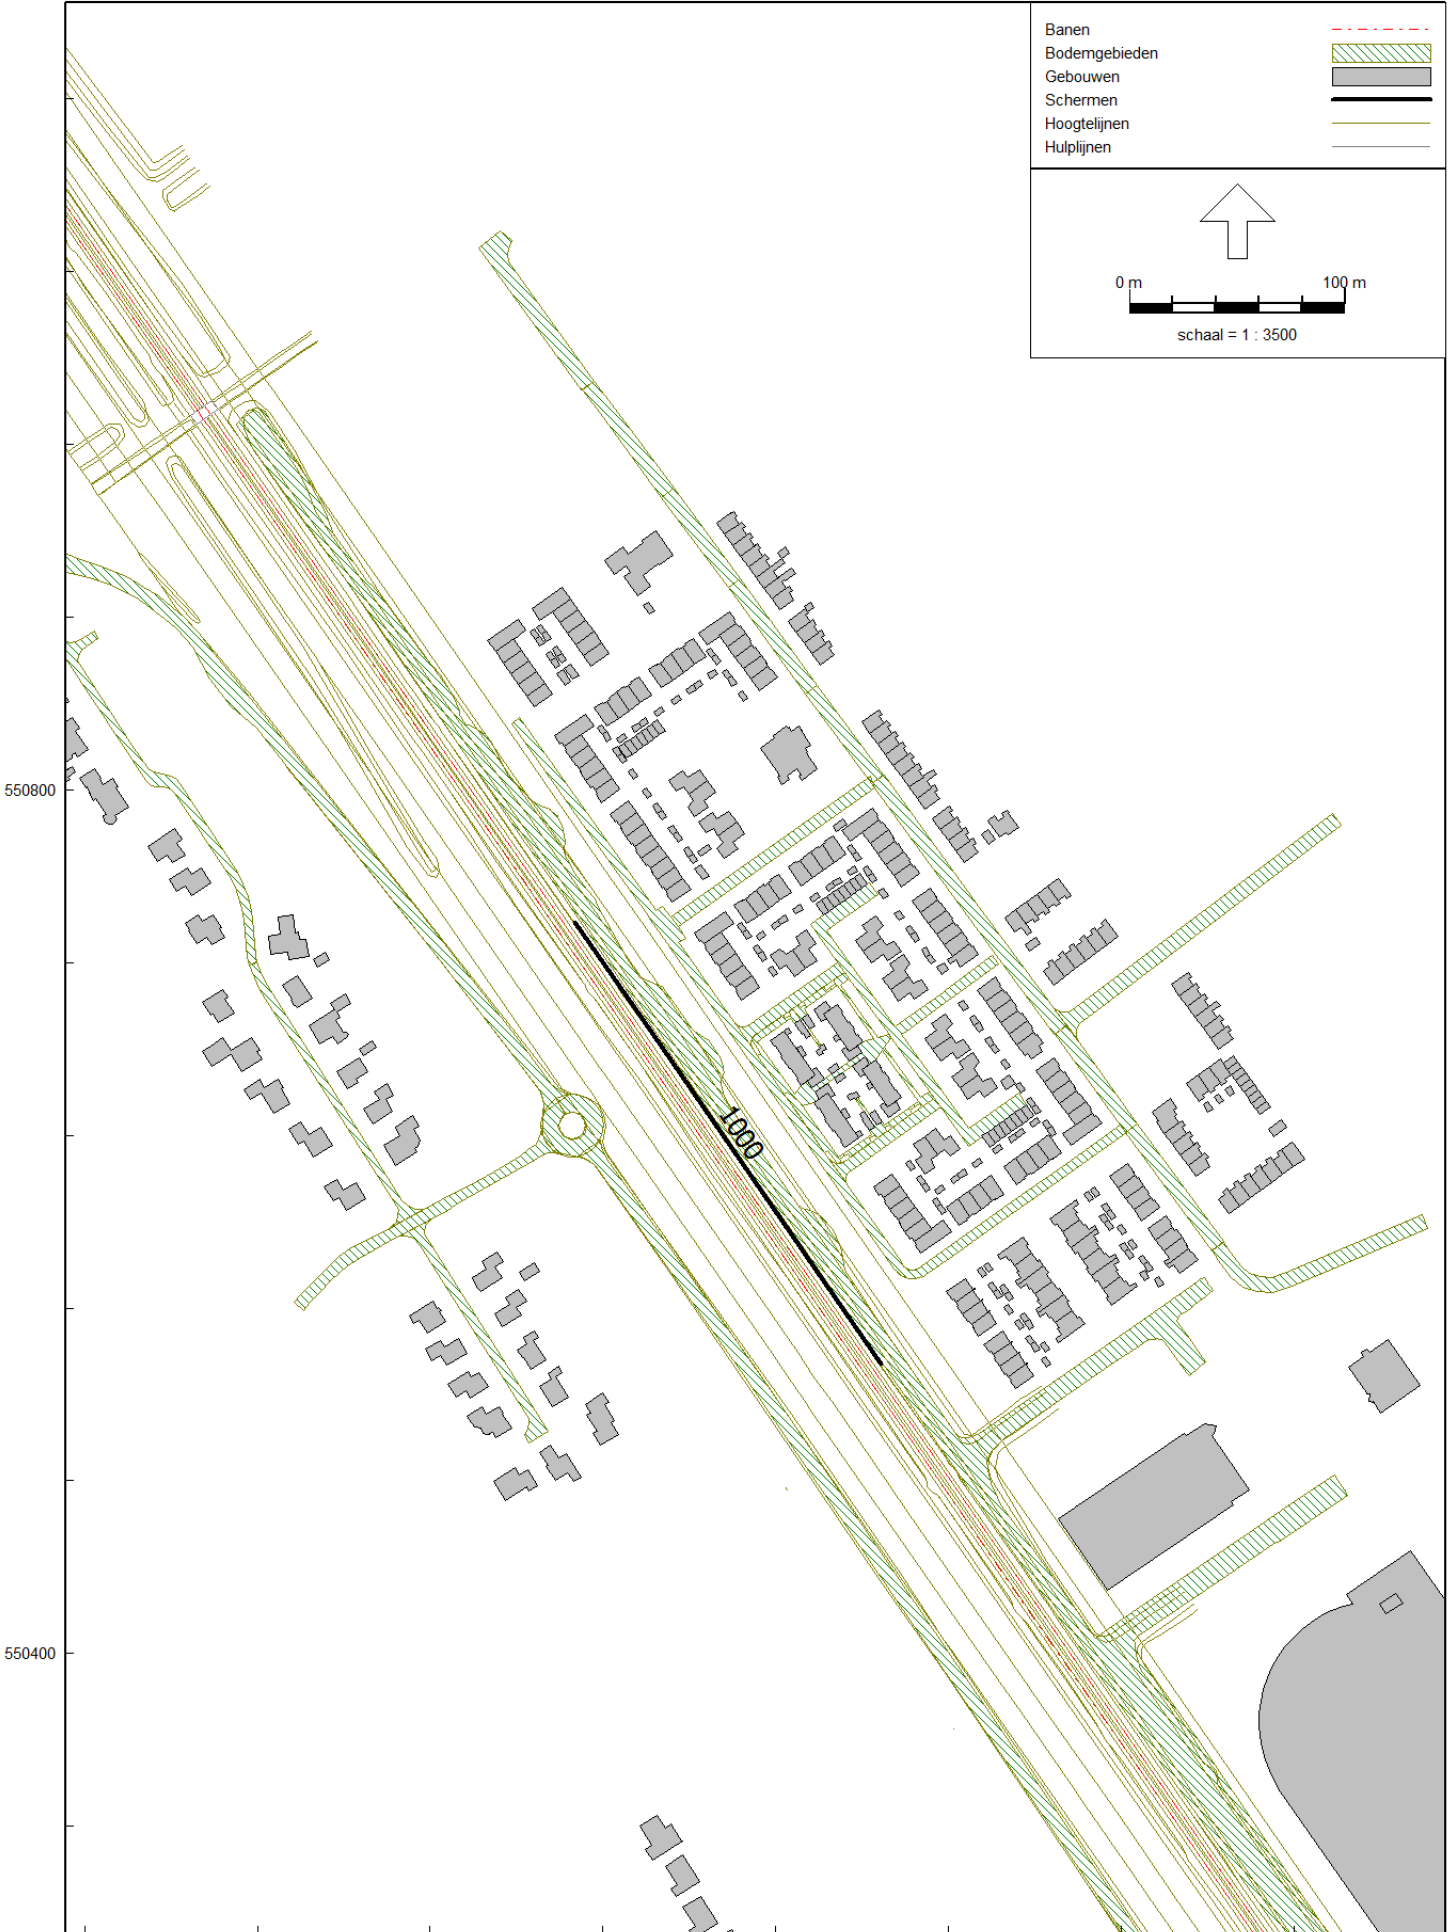 Banen
Bodemgebieden
Gebouwen
Schermen
Hoogtelijnen
Hulplijnen
0 m 100 m
schaal = 1 : 3500
550800
1000
550400